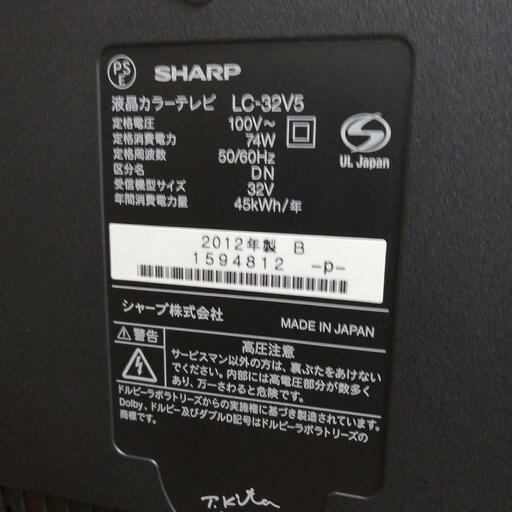 PS
E
SHARP
液晶カラーテレビ LC-32V5
定格電圧 100V～
定格消費電力 74W
定格周波数 50/60Hz
区分名 DN
受信機型サイズ 32V
年間消費電力量 45kWh/年
UL Japan
2012年製 B
1594812 -p-
シャープ株式会社
MADE IN JAPAN
警告
高圧注意
サービスマン以外の方は、裏ぶたをあけない
でください。内部には高電圧部分が数多く
あり、万一さわると危険です。
ドルビーラボラトリーズからの実施権に基づき製造されています。
Dolby、ドルビー及びダブルD記号はドルビーラボラトリーズの
商標です。